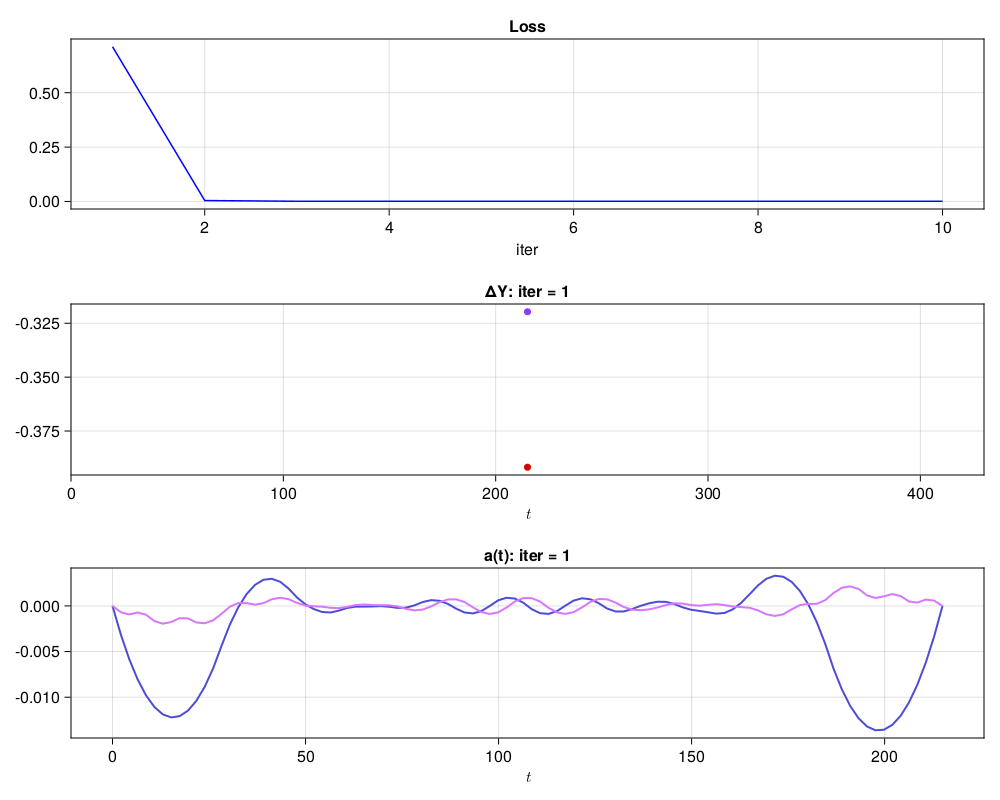 Loss
0.50
0.25
0.00
2 4 6 8 10
iter
ΔY: iter = 1
-0.325
-0.350
-0.375
0 100 200 300 400
t
a(t): iter = 1
0.000
-0.005
-0.010
0 50 100 150 200
t